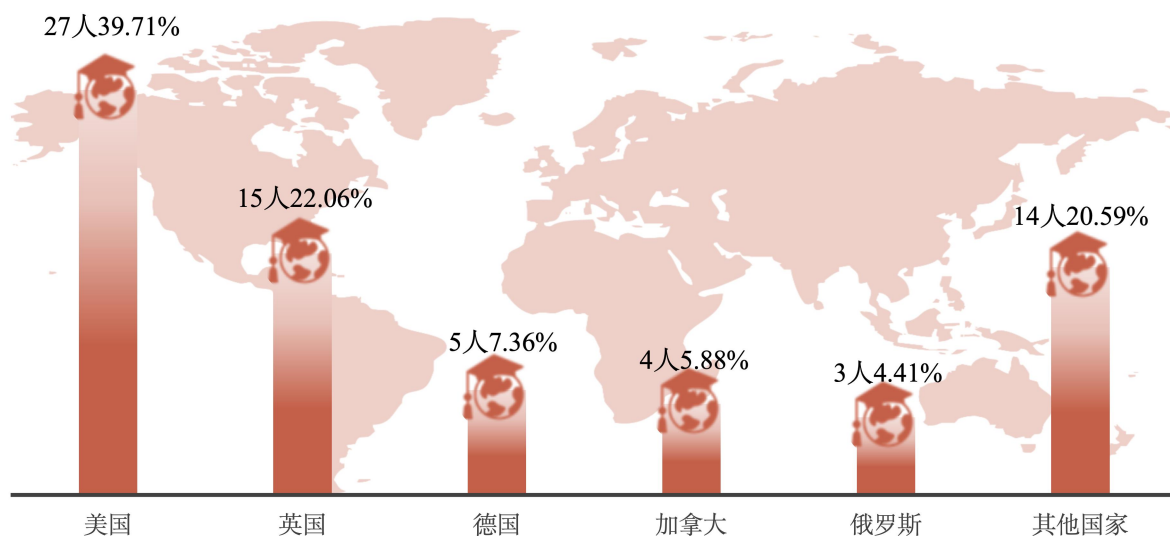 27人39.71%
15人22.06%
14人20.59%
5人7.36%
4人5.88%
3人4.41%
美国
英国
德国
加拿大
俄罗斯
其他国家